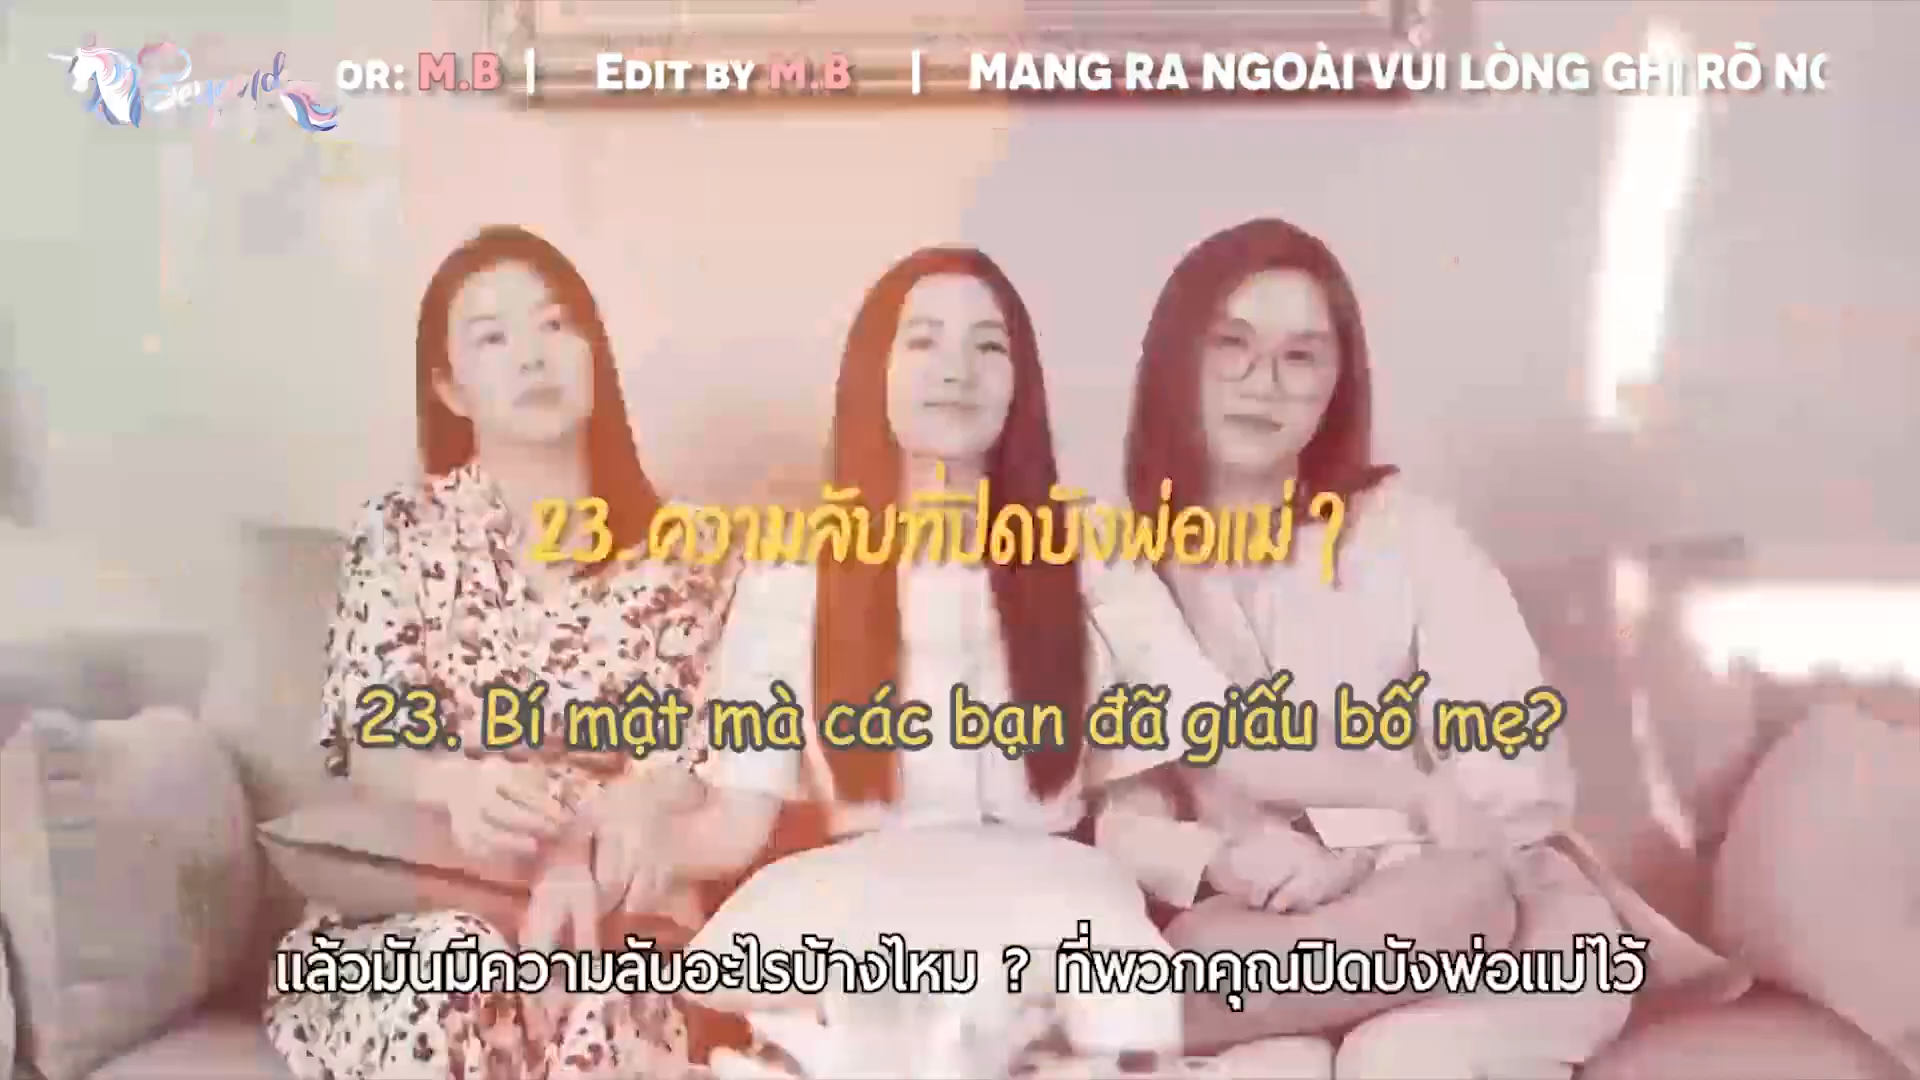 Beyond
OR: M.B | EDIT BY M.B | MANG RA NGOÀI VUI LÒNG GHI RÕ
23. ความลับที่ปิดบังพ่อแม่ ?
23. Bí mật mà các bạn đã giấu bố mẹ?
แล้วมันมีความลับอะไรบ้างไหม ? ที่พวกคุณปิดบังพ่อแม่ไว้